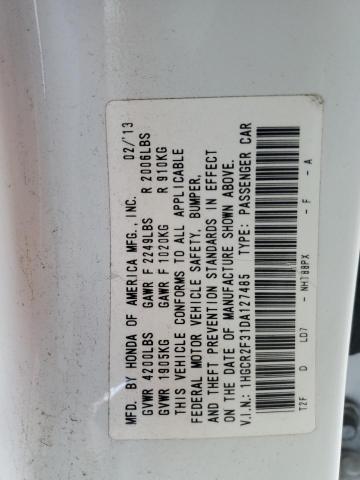 MFD. BY HONDA OF AMERICA MFG., INC. 02/'13
GVWR 4200LBS GAWR F 2249LBS R 2006LBS
GVWR 1905KG GAWR F 1020KG R 910KG
THIS VEHICLE CONFORMS TO ALL APPLICABLE
FEDERAL MOTOR VEHICLE SAFETY, BUMPER,
AND THEFT PREVENTION STANDARDS IN EFFECT
ON THE DATE OF MANUFACTURE SHOWN ABOVE.
V.I.N.: 1HGCR2F31DA127485 TYPE: PASSENGER CAR
T2F D LD7 - NH788PX - F - A